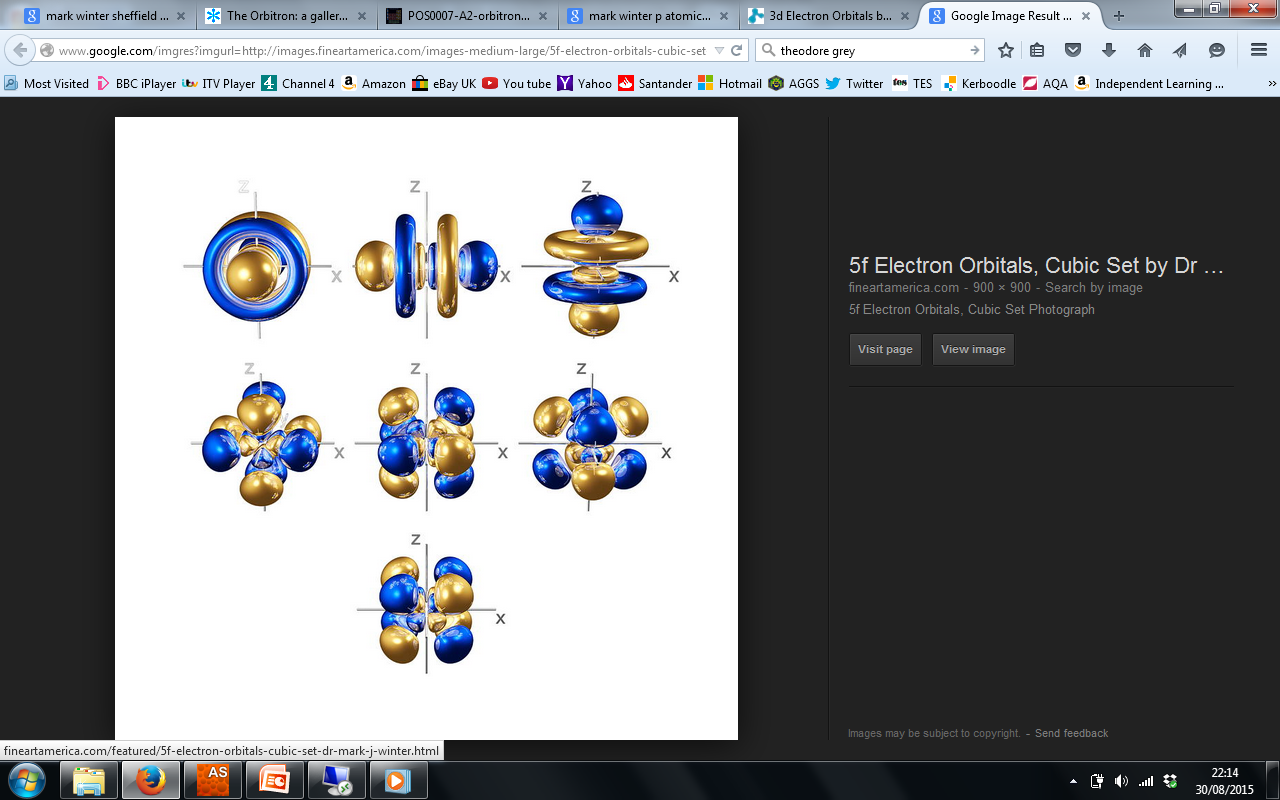 mark winter sheffield ...
The Orbitron: a galler...
POS0007-A2-orbitron...
mark winter p atomic...
3d Electron Orbitals b...
Google Image Result ...
www.google.com/imgres?imgurl=http://images.fineartamerica.com/images-medium-large/5f-electron-orbitals-cubic-set
theodore grey
Most Visited BBC iPlayer ITV Player Channel 4 Amazon eBay UK You tube Yahoo Santander Hotmail AGGS Twitter TES Kerboodle AQA Independent Learning ...
Z Z Z
X X X
Z Z Z
X X X
Z
X
5f Electron Orbitals, Cubic Set by Dr ...
fineartamerica.com - 900 × 900 - Search by image
5f Electron Orbitals, Cubic Set Photograph
Visit page View image
Images may be subject to copyright. - Send feedback
fineartamerica.com/featured/5f-electron-orbitals-cubic-set-dr-mark-j-winter.html
AS
22:14
30/08/2015